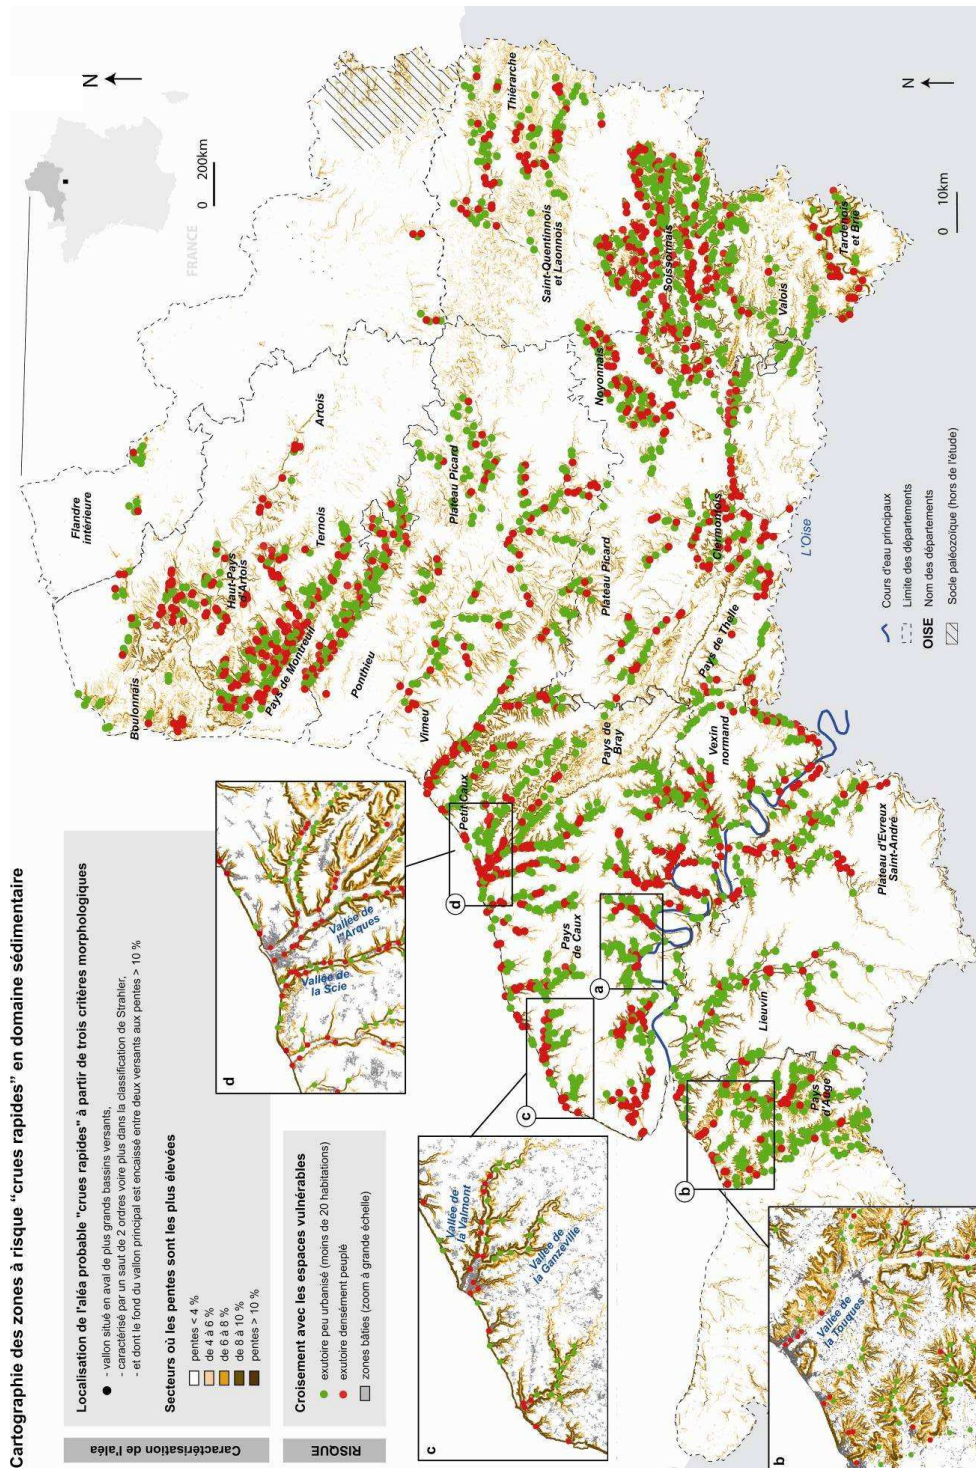 Cartographie des zones à risque "crues rapides" en domaine sédimentaire
Caractérisation de l'aléa
Localisation de l'aléa probable "crues rapides" à partir de trois critères morphologiques
- vallon situé en aval de plus grands bassins versants,
- caractérisé par un saut de 2 ordres voire plus dans la classification de Strahler,
- et dont le fond du vallon principal est encaissé entre deux versants aux pentes > 10 %
Secteurs où les pentes sont les plus élevées
pentes < 4 %
de 4 à 6 %
de 6 à 8 %
de 8 à 10 %
pentes > 10 %
RISQUE
Croisement avec les espaces vulnérables
exutoire peu urbanisé (moins de 20 habitations)
exutoire densément peuplé
zones bâties (zoom à grande échelle)
FRANCE
0 200km
N
d
Vallée de
la Scie
Vallée de
l'Arques
c
Vallée de
la Valmont
Vallée de
la Ganzeville
b
Vallée de
la Touques
Flandre
intérieure
Boulonnais
Haut-Pays
d'Artois
Artois
Ternois
Pays de Montreuil
Ponthieu
Vimeu
Plateau Picard
Thiérarche
Saint-Quentinnois
et Laonnois
Petit Caux
d
Pays
de Caux
c
a
Pays de
Bray
Plateau Picard
Noyonnais
Soissonnais
Clermontois
Pays de Thelle
Valois
Tardenois
et Brie
Vexin
normand
Lieuvin
b
Pays
d'Auge
Plateau d'Evreux
Saint-André
L'Oise
Cours d'eau principaux
Limite des départements
OISE Nom des départements
Socle paléozoïque (hors de l'étude)
0 10km
N